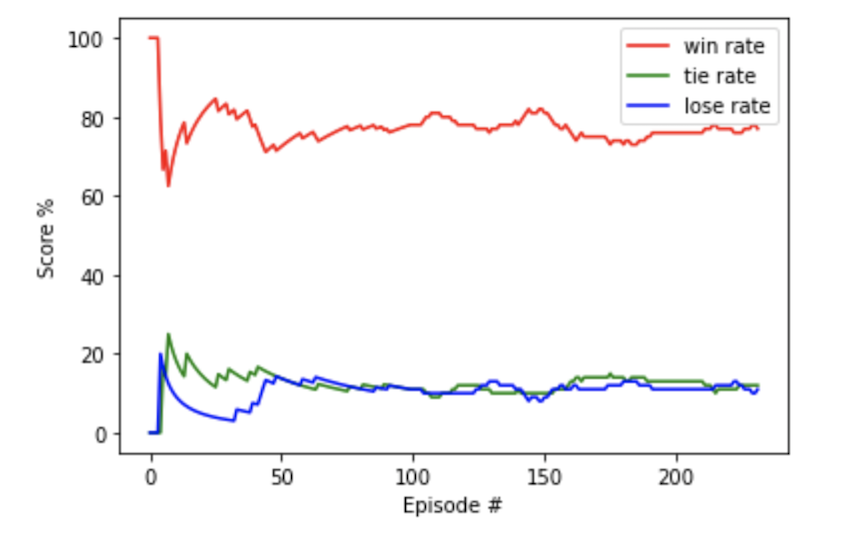 100
80
60
40
20
0
Score %
win rate
tie rate
lose rate
0 50 100 150 200
Episode #